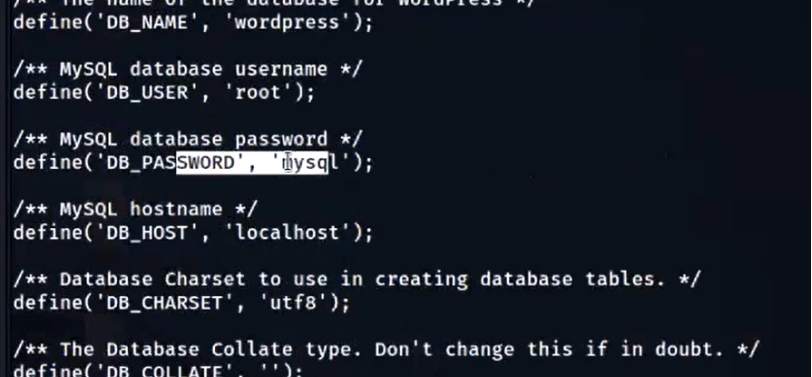 /** The name of the database for WordPress */
define('DB_NAME', 'wordpress');
/** MySQL database username */
define('DB_USER', 'root');
/** MySQL database password */
define('DB_PASSWORD', 'mysql');
/** MySQL hostname */
define('DB_HOST', 'localhost');
/** Database Charset to use in creating database tables. */
define('DB_CHARSET', 'utf8');
/** The Database Collate type. Don't change this if in doubt. */
define('DB_COLLATE', '');